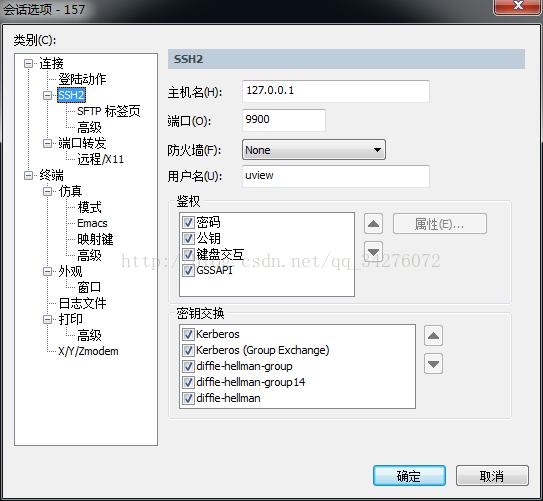 会话选项 - 157
类别(C):
连接
登陆动作
SSH2
SFTP 标签页
高级
端口转发
远程/X11
终端
仿真
模式
Emacs
映射键
高级
外观
窗口
日志文件
打印
高级
X/Y/Zmodem
SSH2
主机名(H): 127.0.0.1
端口(O): 9900
防火墙(F): None
用户名(U): uview
鉴权
密码
公钥
键盘交互
GSSAPI
属性(E)...
密钥交换
Kerberos
Kerberos (Group Exchange)
diffie-hellman-group
diffie-hellman-group14
diffie-hellman
确定
取消
csdn.net/qq_34276072